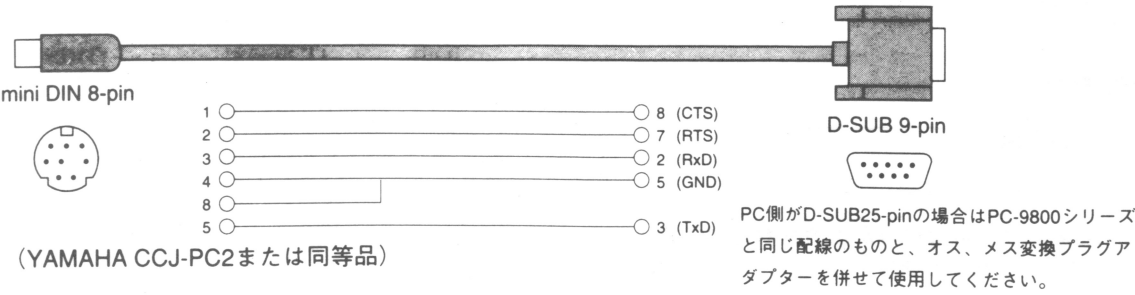 mini DIN 8-pin
D-SUB 9-pin
1 8 (CTS)
2 7 (RTS)
3 2 (RxD)
4 5 (GND)
8
5 3 (TxD)
(YAMAHA CCJ-PC2または同等品)
PC側がD-SUB25-pinの場合はPC-9800シリーズ
と同じ配線のものと、オス、メス変換プラグア
ダプターを併せて使用してください。